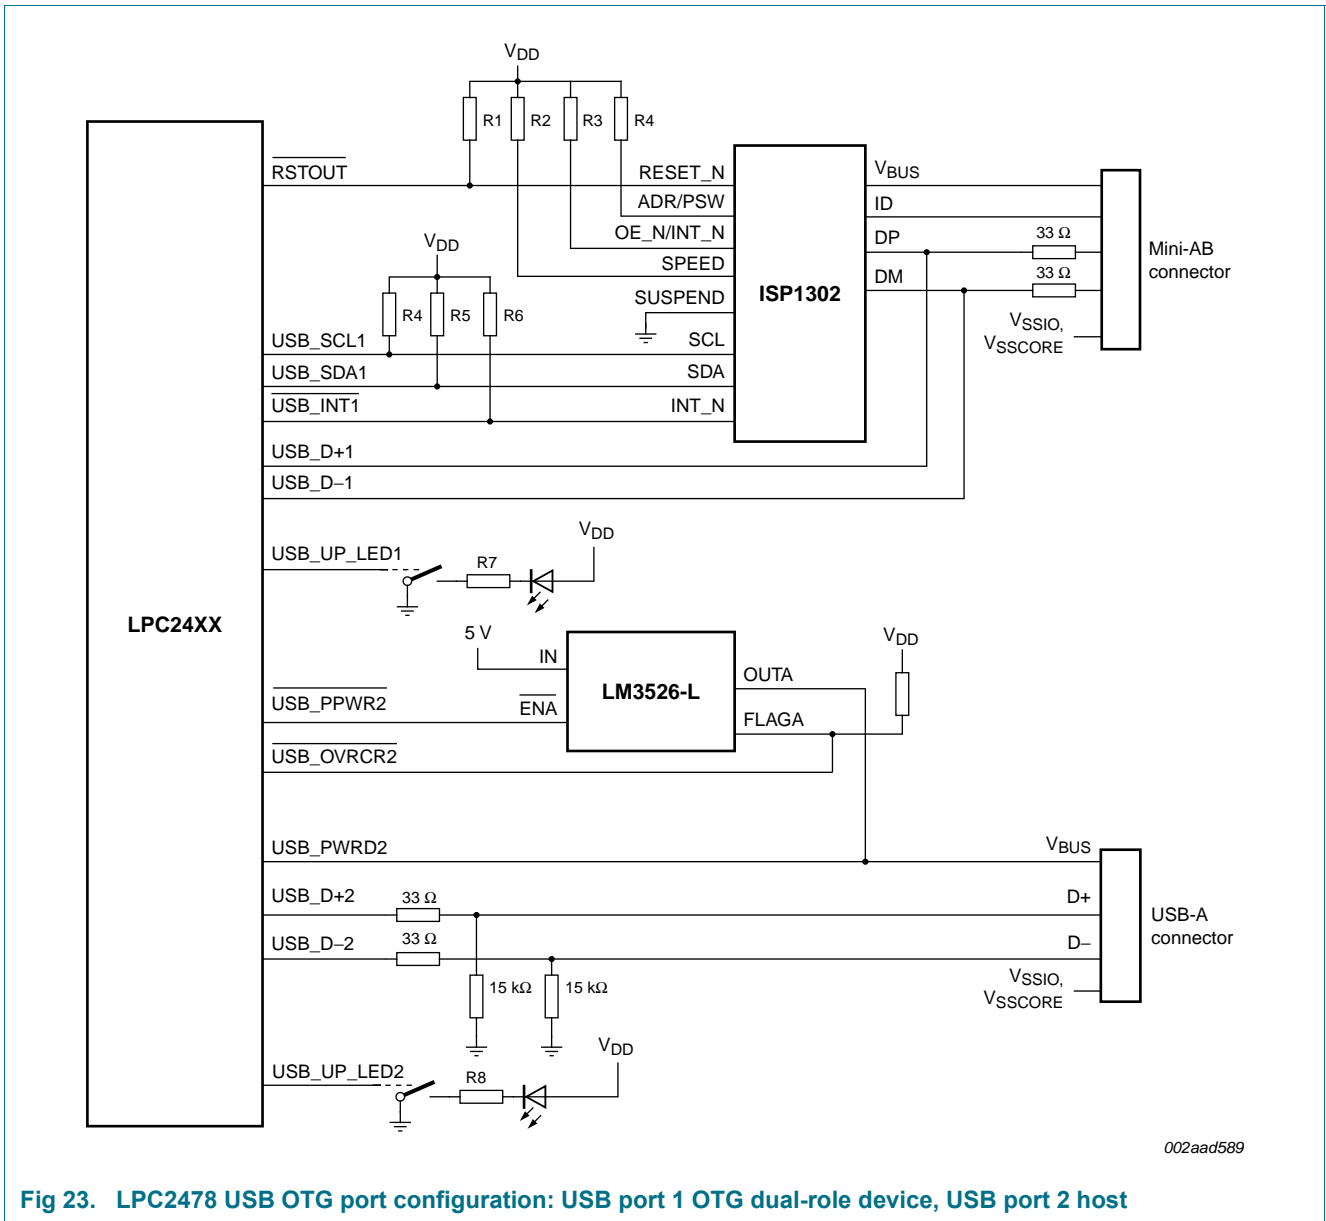 VDD
R1 R2 R3 R4
RSTOUT
RESET_N
ADR/PSW
OE_N/INT_N
SPEED
SUSPEND
SCL
SDA
INT_N
ISP1302
VBUS
ID
DP
DM
33 Ω
33 Ω
VSSIO,
VSSCORE
Mini-AB
connector
VDD
R4 R5 R6
USB_SCL1
USB_SDA1
USB_INT1
USB_D+1
USB_D−1
USB_UP_LED1
R7
VDD
LPC24XX
5 V
IN
ENA
LM3526-L
OUTA
FLAGA
VDD
USB_PPWR2
USB_OVRCR2
USB_PWRD2
USB_D+2
33 Ω
USB_D−2
33 Ω
15 kΩ 15 kΩ
VBUS
D+
D−
VSSIO,
VSSCORE
USB-A
connector
USB_UP_LED2
R8
VDD
002aad589
Fig 23. LPC2478 USB OTG port configuration: USB port 1 OTG dual-role device, USB port 2 host